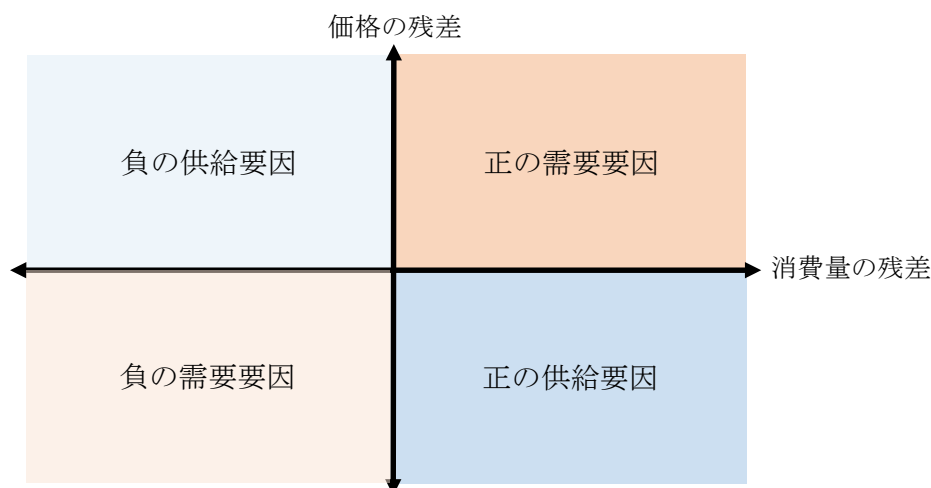 価格の残差
負の供給要因
正の需要要因
消費量の残差
負の需要要因
正の供給要因